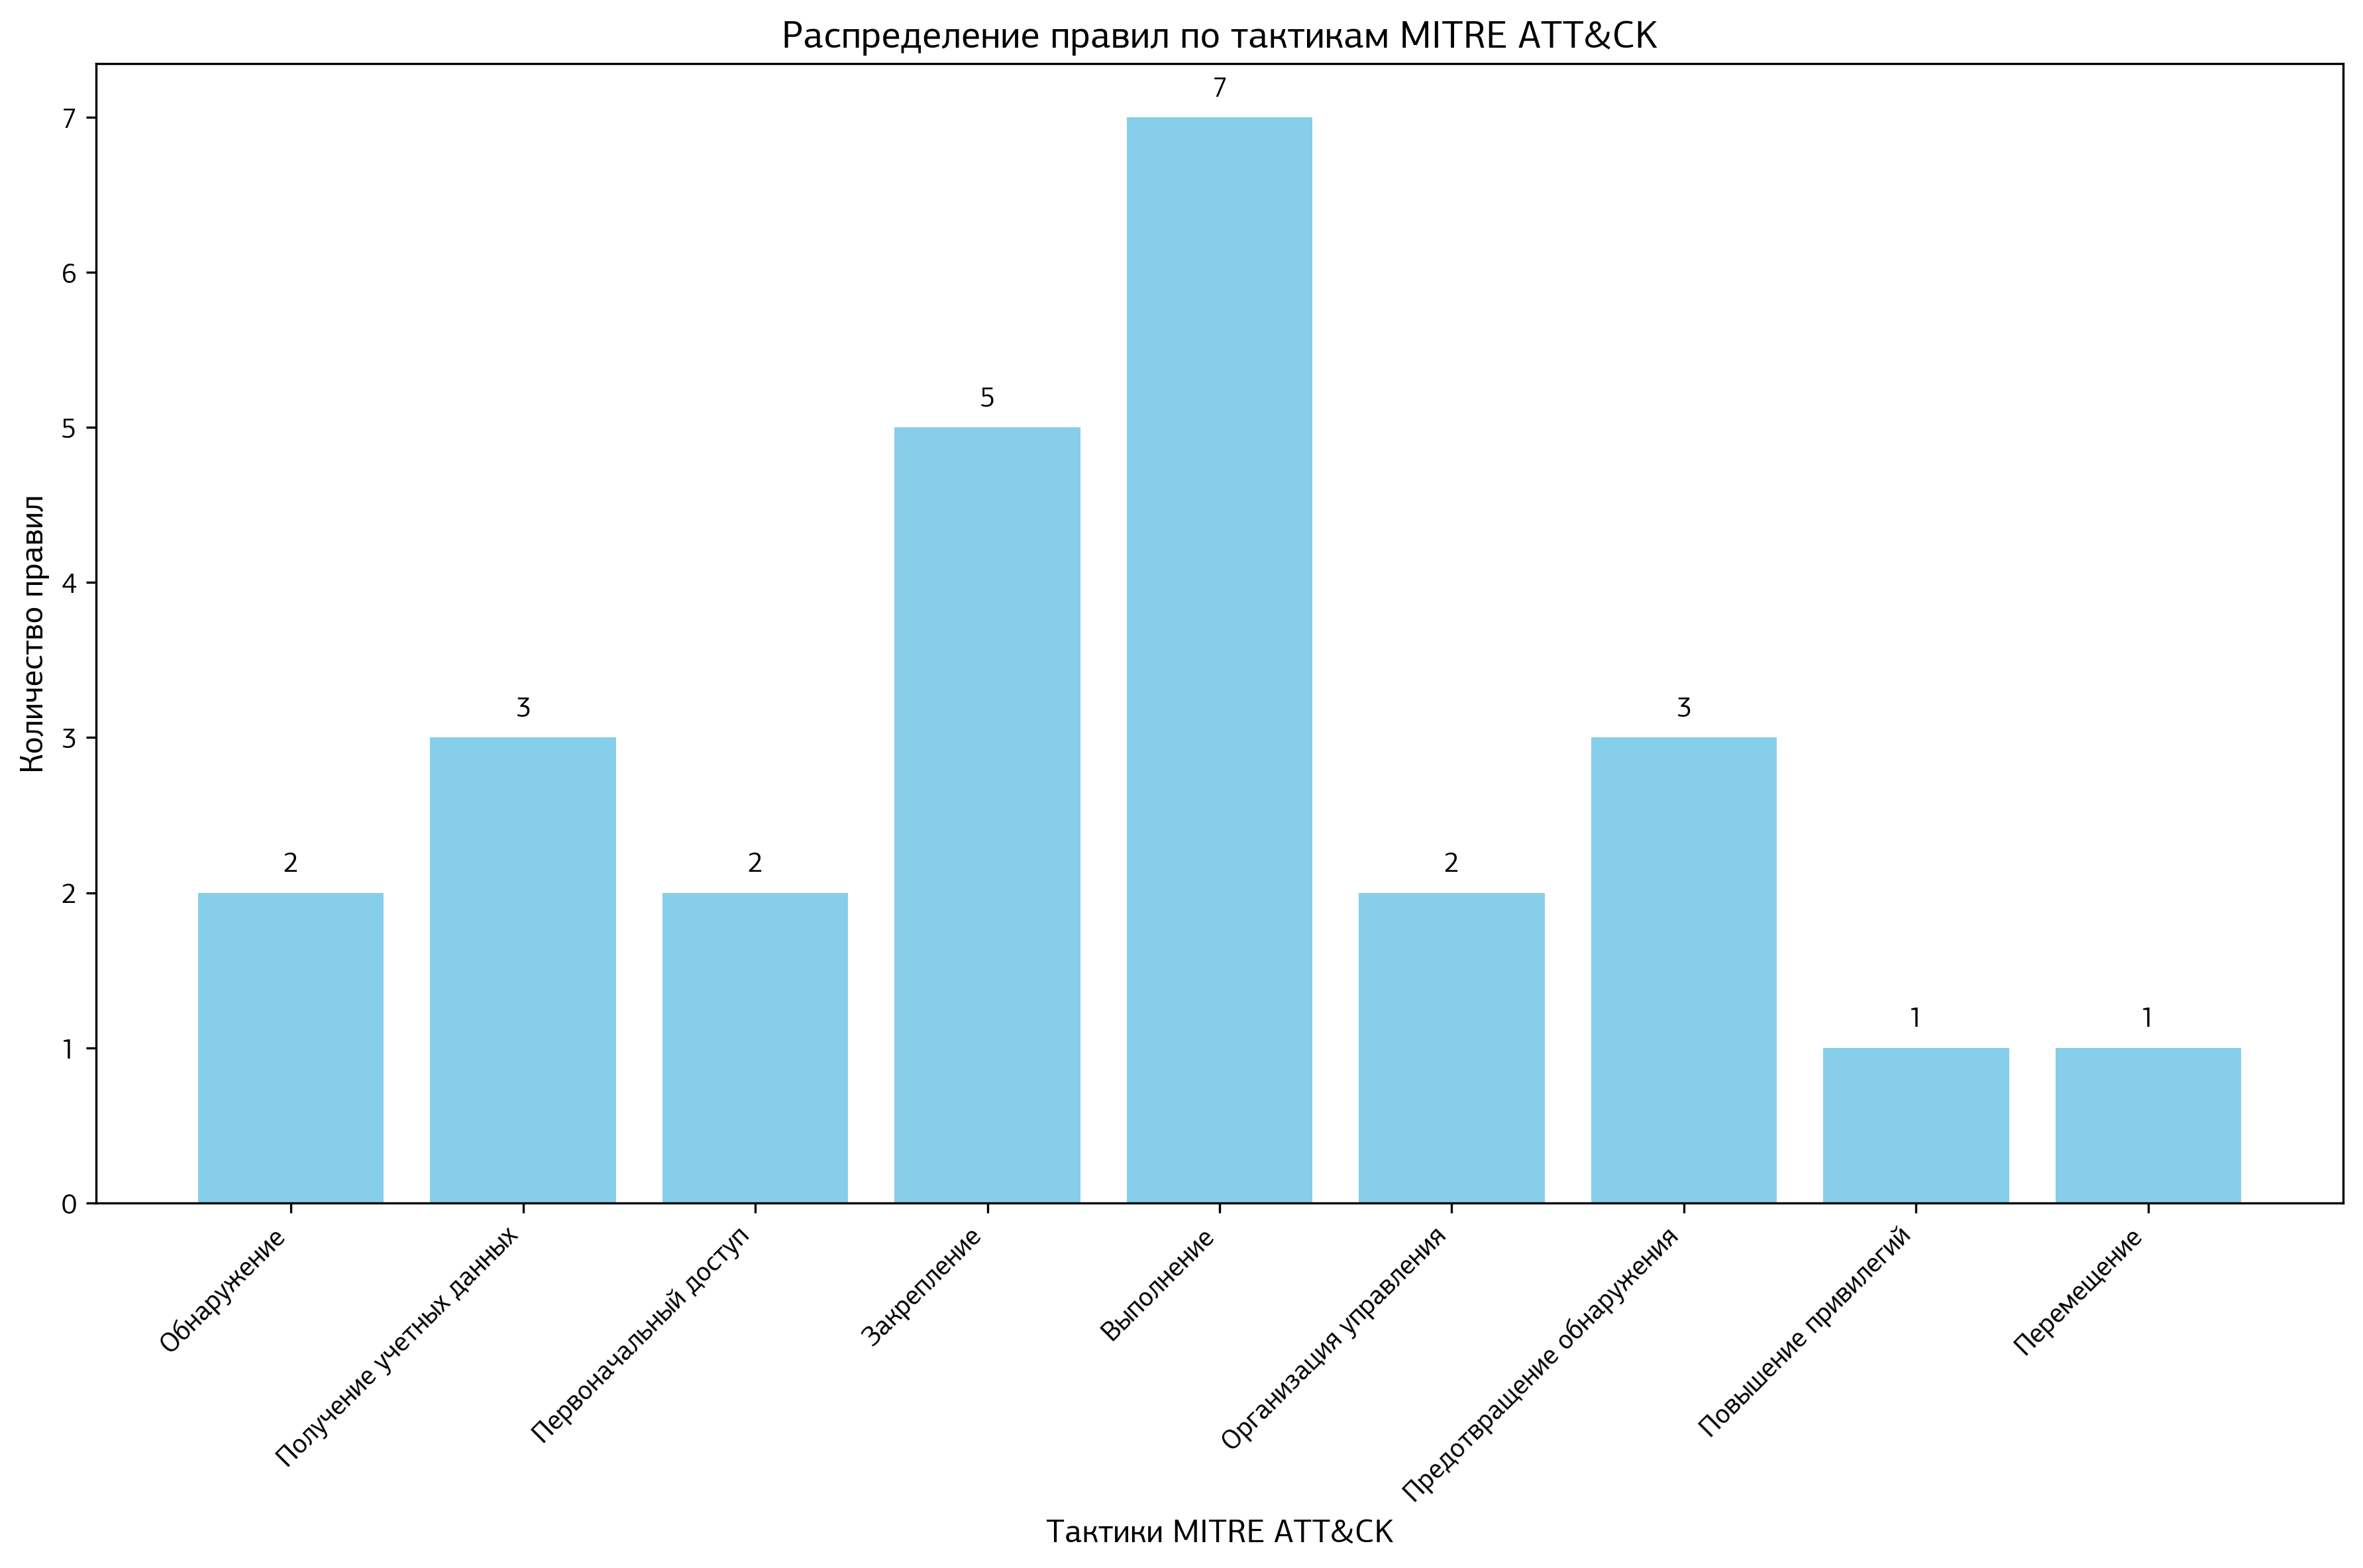 Распределение правил по тактикам MITRE ATT&CK
Количество правил
7
6
5
4
3
2
1
0
2
3
2
5
7
2
3
1
1
Обнаружение
Получение учетных данных
Первоначальный доступ
Закрепление
Выполнение
Организация управления
Предотвращение обнаружения
Повышение привилегий
Перемещение
Тактики MITRE ATT&CK